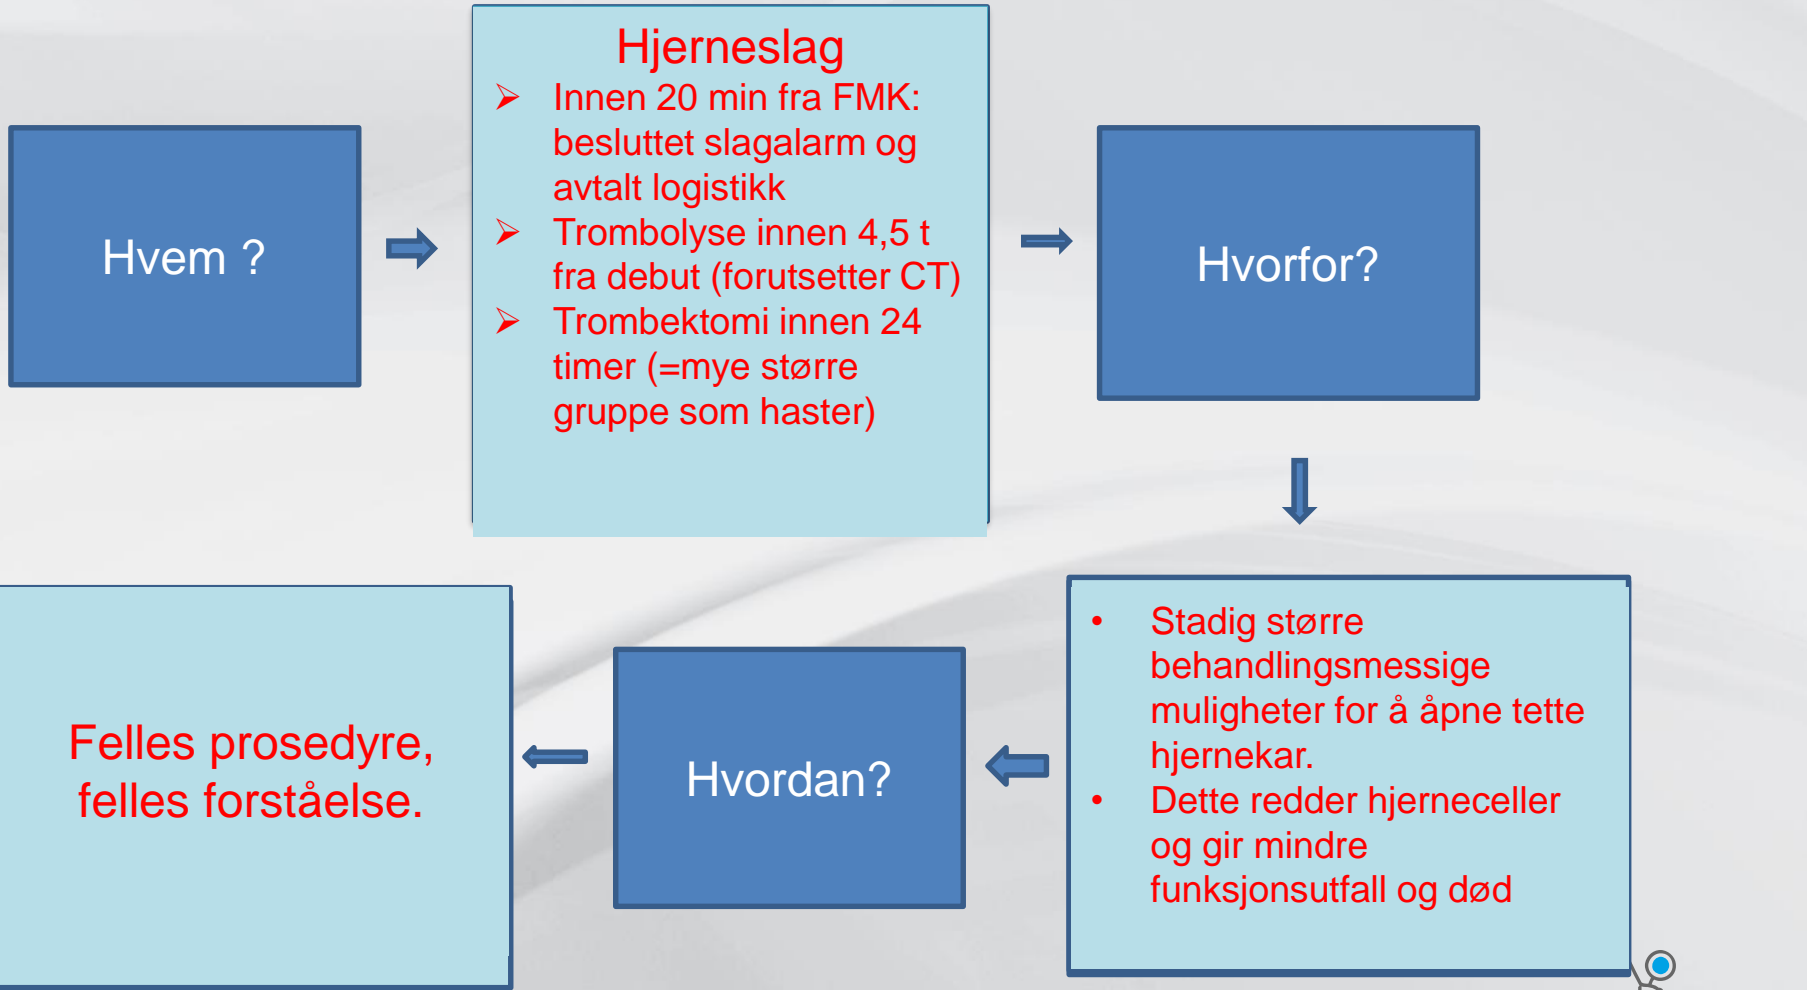 Hvem ?
Hjerneslag
➢ Innen 20 min fra FMK:
besluttet slagalarm og
avtalt logistikk
➢ Trombolyse innen 4,5 t
fra debut (forutsetter CT)
➢ Trombektomi innen 24
timer (=mye større
gruppe som haster)
Hvorfor?
• Stadig større
behandlingsmessige
muligheter for å åpne tette
hjernekar.
• Dette redder hjerneceller
og gir mindre
funksjonsutfall og død
Hvordan?
Felles prosedyre,
felles forståelse.